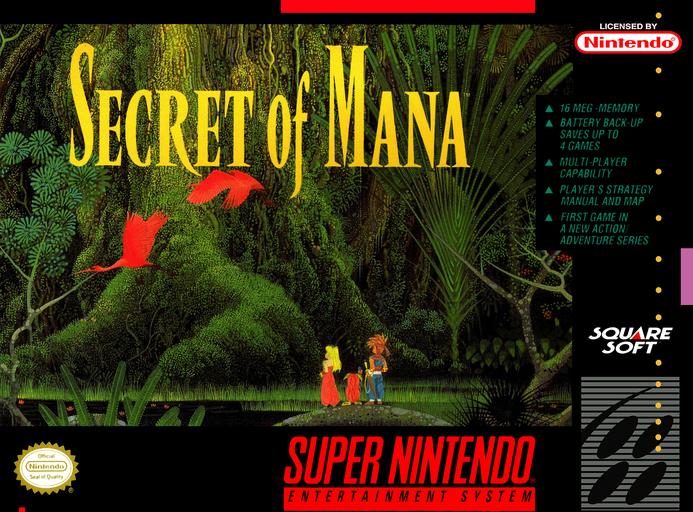 LICENSED BY
Nintendo®
SECRET of MANA™
▲ 16 MEG-MEMORY
▲ BATTERY BACK-UP
SAVES UP TO
4 GAMES
▲ MULTI-PLAYER
CAPABILITY
▲ PLAYER'S STRATEGY
MANUAL AND MAP
▲ FIRST GAME IN
A NEW ACTION
ADVENTURE SERIES
SQUARE
SOFT
Official
Nintendo
Seal of Quality
®
SUPER NINTENDO®
ENTERTAINMENT SYSTEM